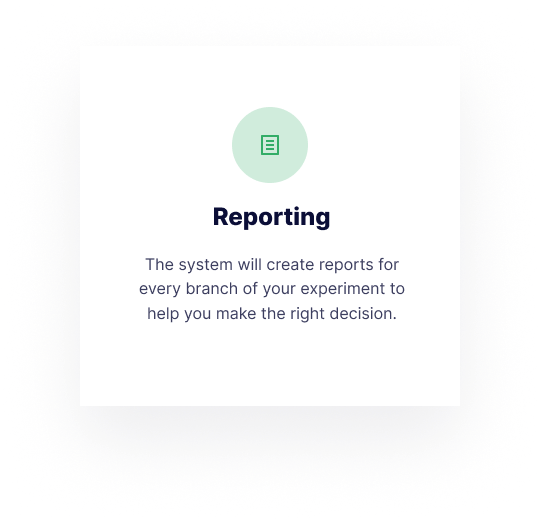 Reporting
The system will create reports for
every branch of your experiment to
help you make the right decision.